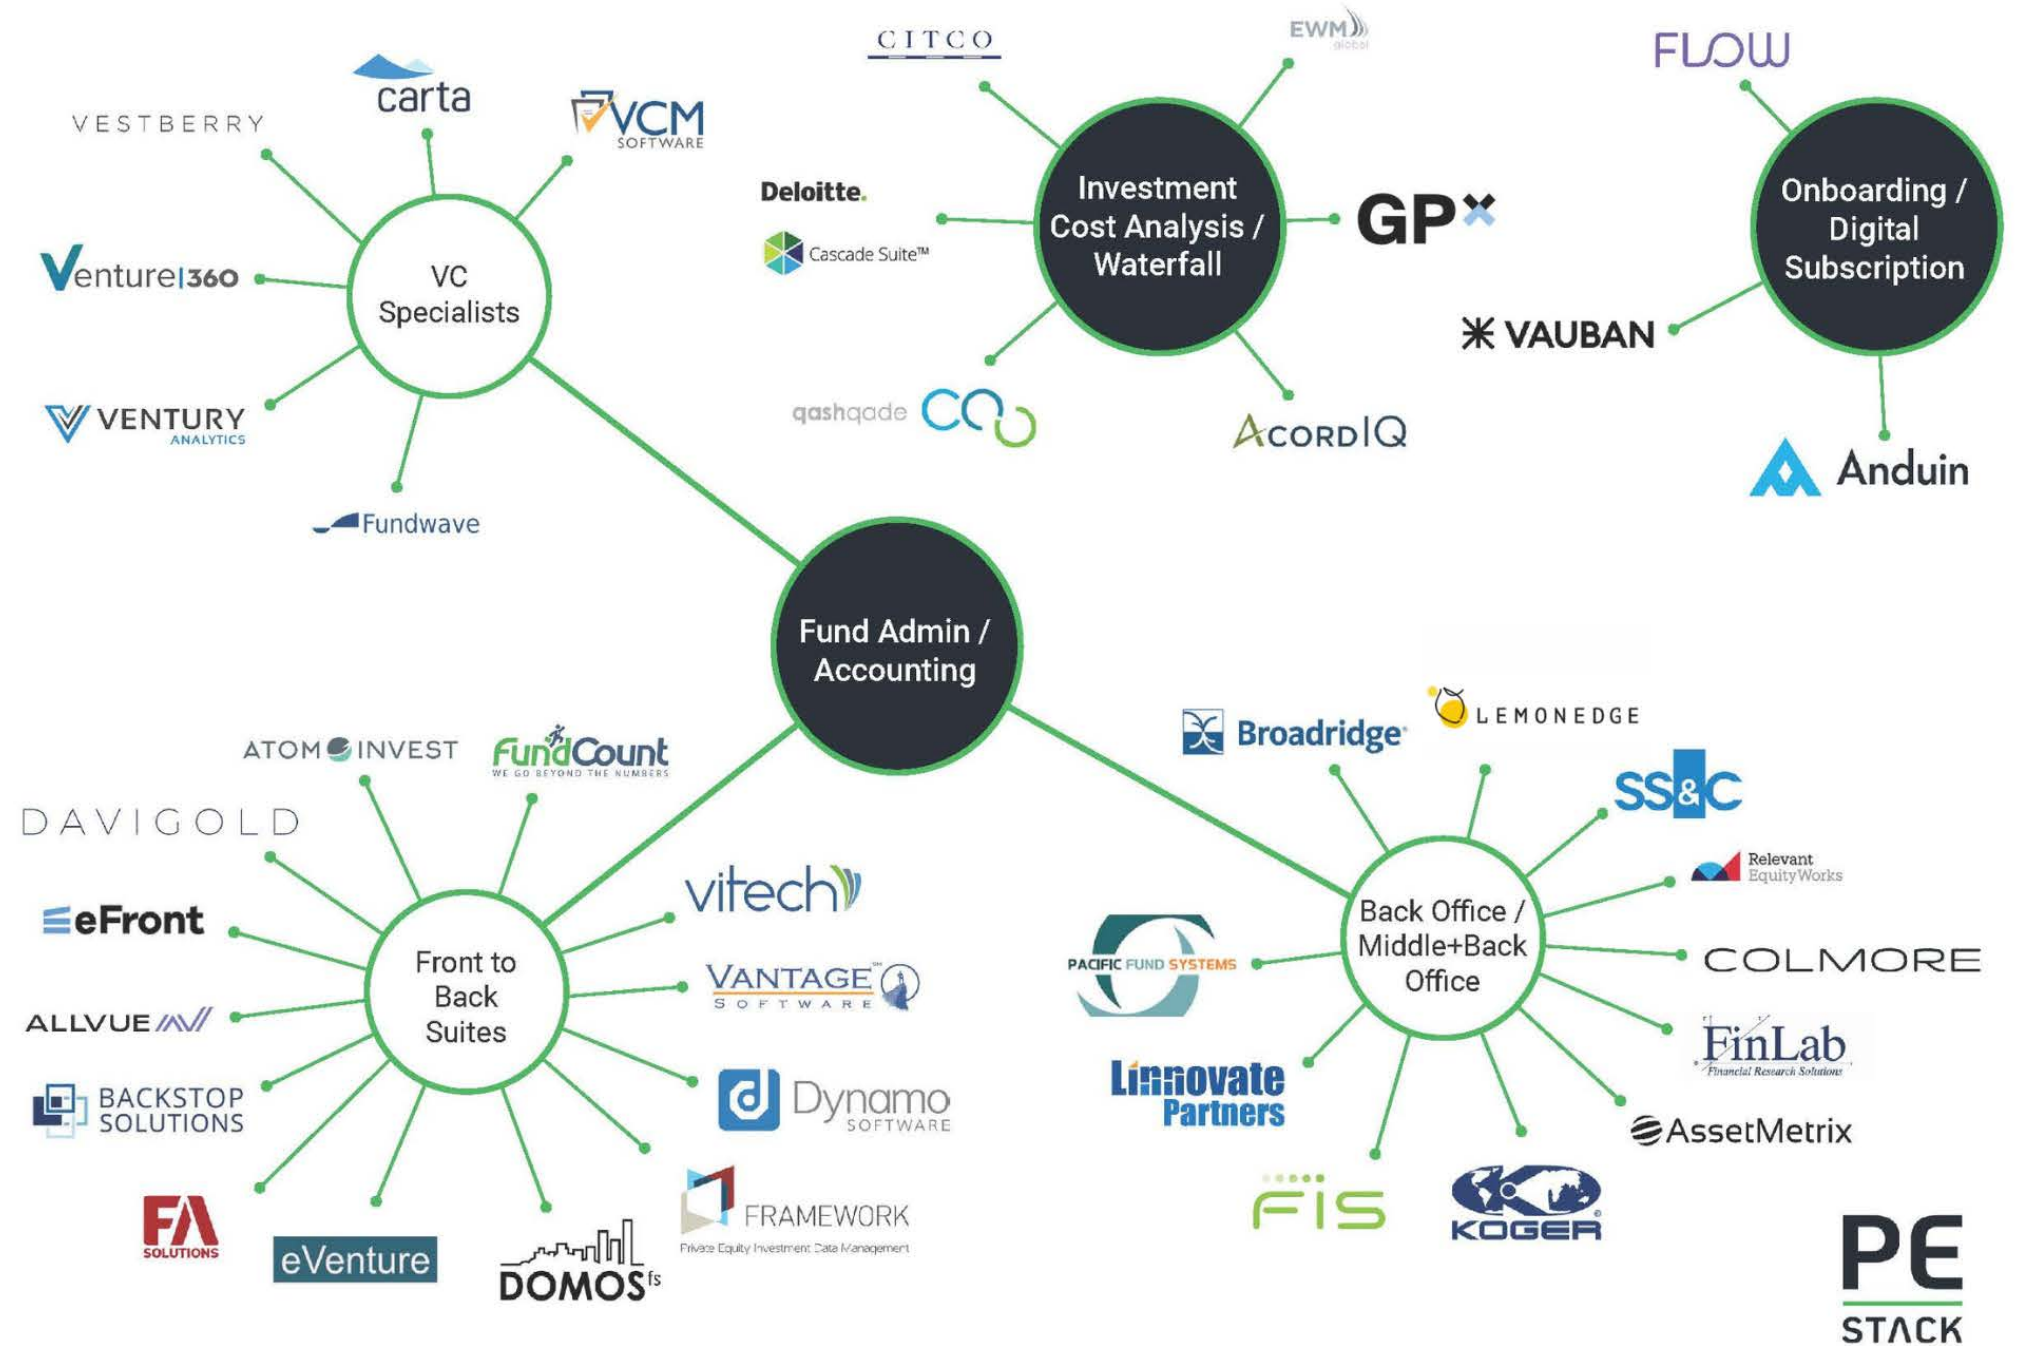 VESTBERRY
carta
VCM
SOFTWARE
Venture|360
VC
Specialists
VENTURY
ANALYTICS
Fundwave
CITCO
EWM
global
Deloitte.
Cascade Suite™
Investment
Cost Analysis /
Waterfall
GPx
qashqade
ACORDIQ
FLOW
Onboarding /
Digital
Subscription
VAUBAN
Anduin
Fund Admin /
Accounting
ATOM INVEST
FundCount
WE GO BEYOND THE NUMBERS
DAVIGOLD
eFront
ALLVUE
BACKSTOP
SOLUTIONS
FA
SOLUTIONS
eVenture
DOMOS fs
Front to
Back
Suites
vitech
VANTAGE
SOFTWARE
Dynamo
SOFTWARE
FRAMEWORK
Private Equity Investment Data Management
Broadridge
LEMONEDGE
SS&C
Relevant
EquityWorks
PACIFIC FUND SYSTEMS
Back Office /
Middle+Back
Office
COLMORE
FinLab
Financial Research Solutions
Linnovate
Partners
AssetMetrix
FIS
KOGER
PE
STACK